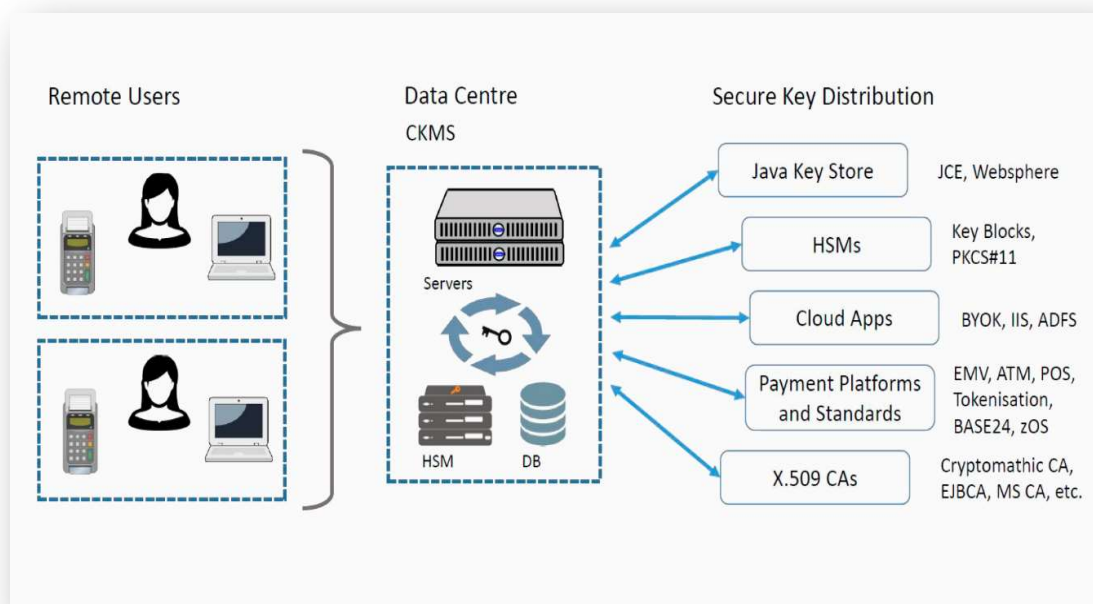 Remote Users
Data Centre
CKMS
Servers
HSM
DB
Secure Key Distribution
Java Key Store
JCE, Websphere
HSMs
Key Blocks,
PKCS#11
Cloud Apps
BYOK, IIS, ADFS
Payment Platforms
and Standards
EMV, ATM, POS,
Tokenisation,
BASE24, zOS
X.509 CAs
Cryptomathic CA,
EJBCA, MS CA, etc.